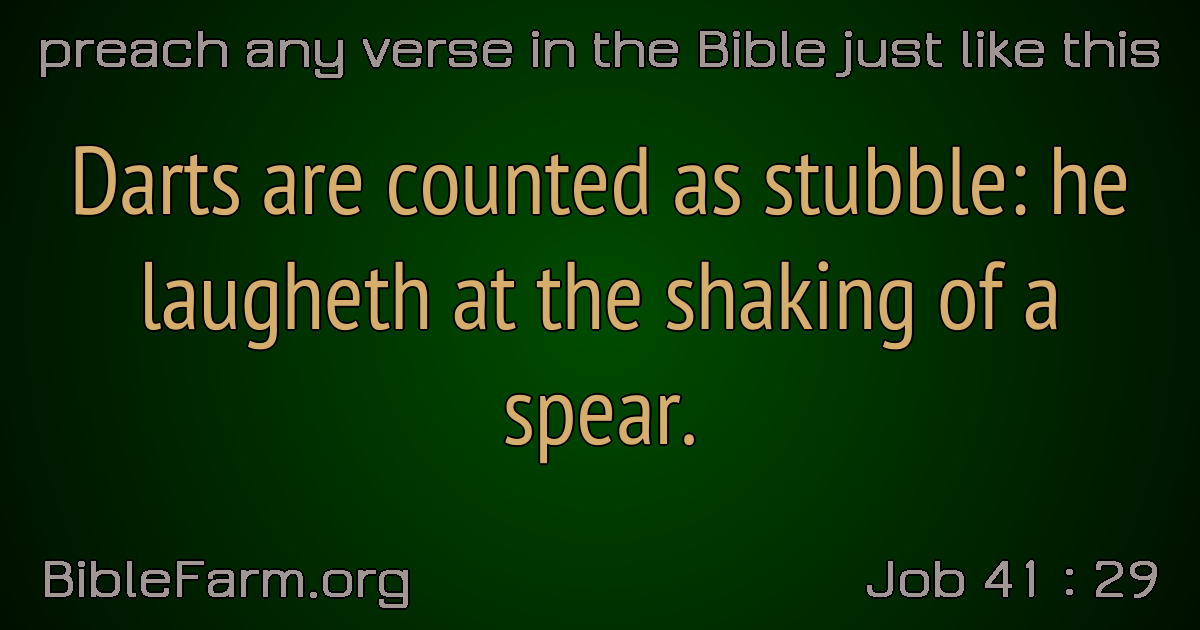 preach any verse in the Bible just like this
Darts are counted as stubble: he
laugheth at the shaking of a
spear.
BibleFarm.org
Job 41 : 29